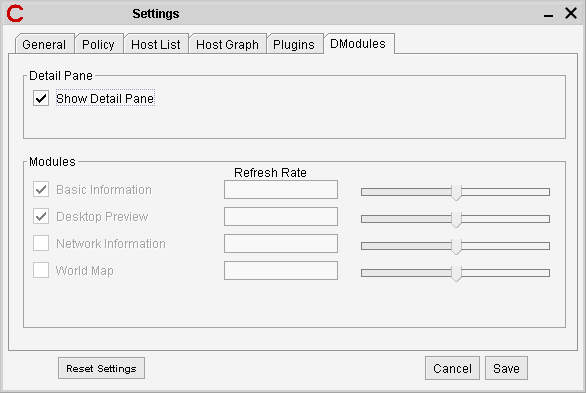 Settings
General Policy Host List Host Graph Plugins DModules
Detail Pane
Show Detail Pane
Modules
Refresh Rate
Basic Information
Desktop Preview
Network Information
World Map
Reset Settings Cancel Save